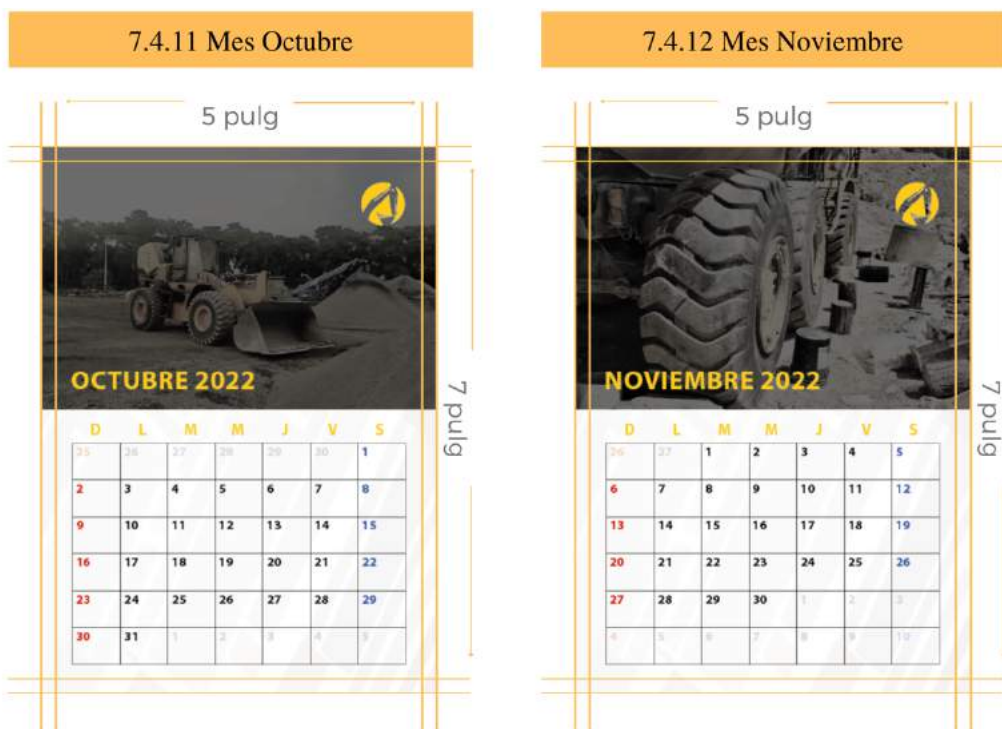 7.4.11 Mes Octubre
5 pulg
OCTUBRE 2022
7 pulg
D L M M J V S
25 26 27 28 29 30 1
2 3 4 5 6 7 8
9 10 11 12 13 14 15
16 17 18 19 20 21 22
23 24 25 26 27 28 29
30 31 1 2 3 4 5
7.4.12 Mes Noviembre
5 pulg
NOVIEMBRE 2022
7 pulg
D L M M J V S
26 27 1 2 3 4 5
6 7 8 9 10 11 12
13 14 15 16 17 18 19
20 21 22 23 24 25 26
27 28 29 30 1 2 3
4 5 6 7 8 9 10